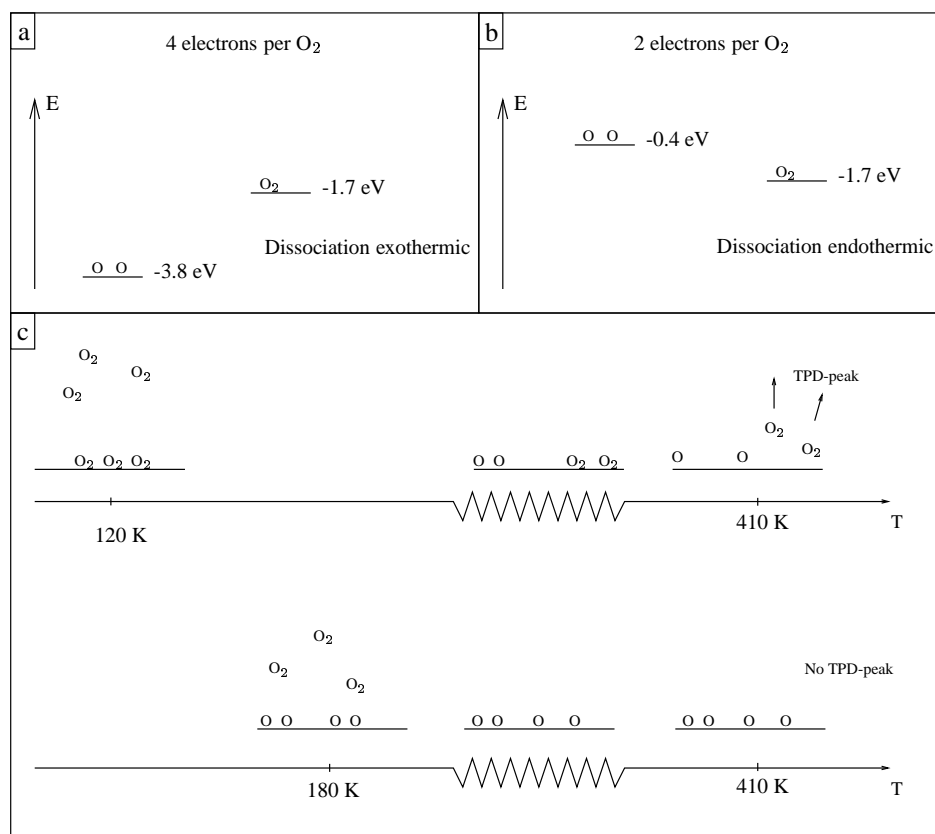 a
4 electrons per O₂
E
O₂ -1.7 eV
Dissociation exothermic
O O -3.8 eV
b
2 electrons per O₂
E
O O -0.4 eV
O₂ -1.7 eV
Dissociation endothermic
c
O₂
O₂
O₂
TPD-peak
O₂
O₂ O₂ O₂
O O O₂ O₂
O O O₂
120 K
410 K
T
O₂
O₂
O₂
No TPD-peak
O O O O
O O O O
O O O O
180 K
410 K
T